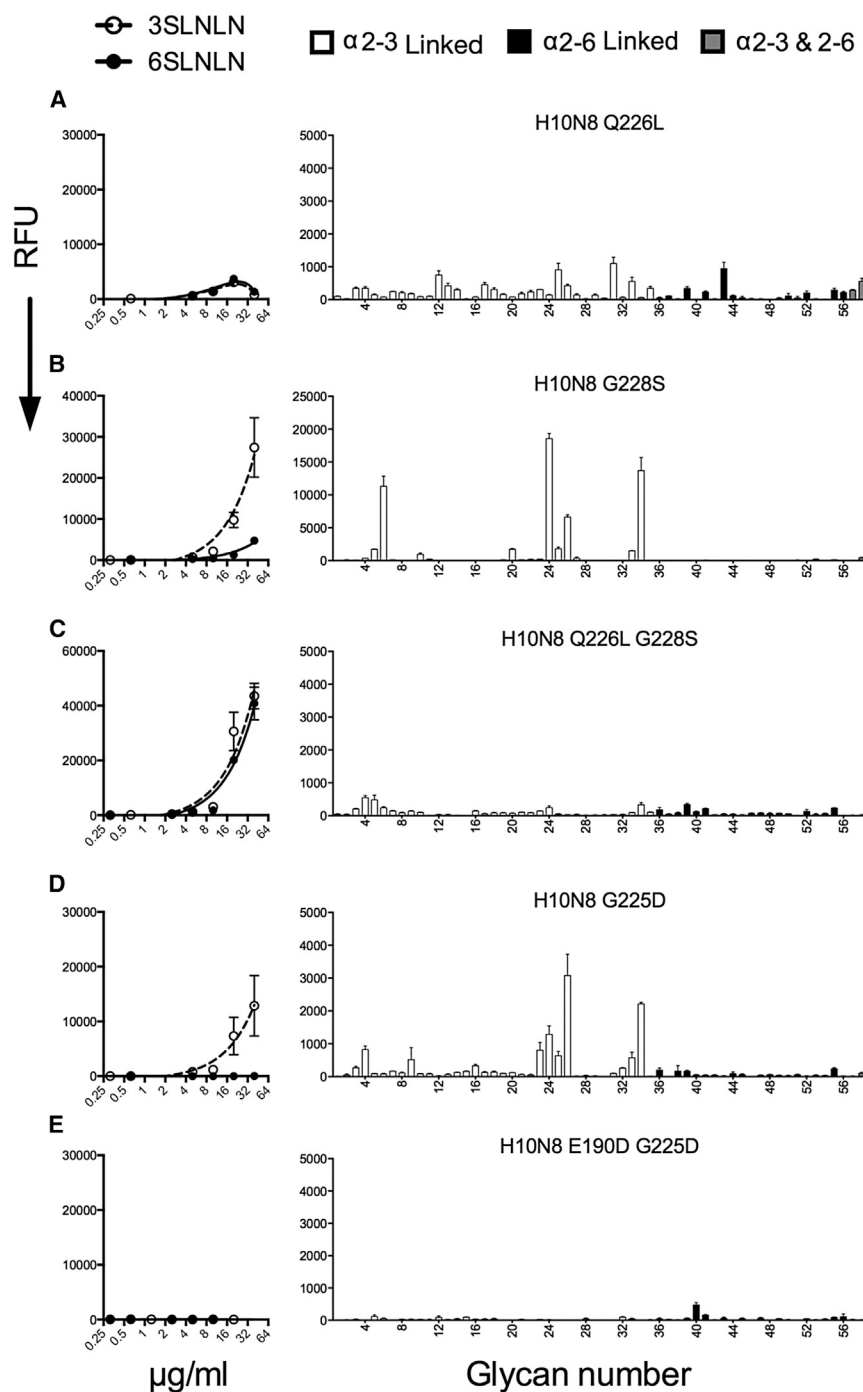 3SLNLN
6SLNLN
α2-3 Linked
α2-6 Linked
α2-3 & 2-6
RFU
A
H10N8 Q226L
30000
20000
10000
0
0.25 0.5 1 2 4 8 16 32 64
5000
4000
3000
2000
1000
0
4 8 12 16 20 24 28 32 36 40 44 48 52 56
B
H10N8 G228S
40000
30000
20000
10000
0
0.25 0.5 1 2 4 8 16 32 64
25000
20000
15000
10000
5000
0
4 8 12 16 20 24 28 32 36 40 44 48 52 56
C
H10N8 Q226L G228S
60000
40000
20000
0
0.25 0.5 1 2 4 8 16 32 64
5000
4000
3000
2000
1000
0
4 8 12 16 20 24 28 32 36 40 44 48 52 56
D
H10N8 G225D
30000
20000
10000
0
0.25 0.5 1 2 4 8 16 32 64
5000
4000
3000
2000
1000
0
4 8 12 16 20 24 28 32 36 40 44 48 52 56
E
H10N8 E190D G225D
30000
20000
10000
0
0.25 0.5 1 2 4 8 16 32 64
5000
4000
3000
2000
1000
0
4 8 12 16 20 24 28 32 36 40 44 48 52 56
µg/ml
Glycan number